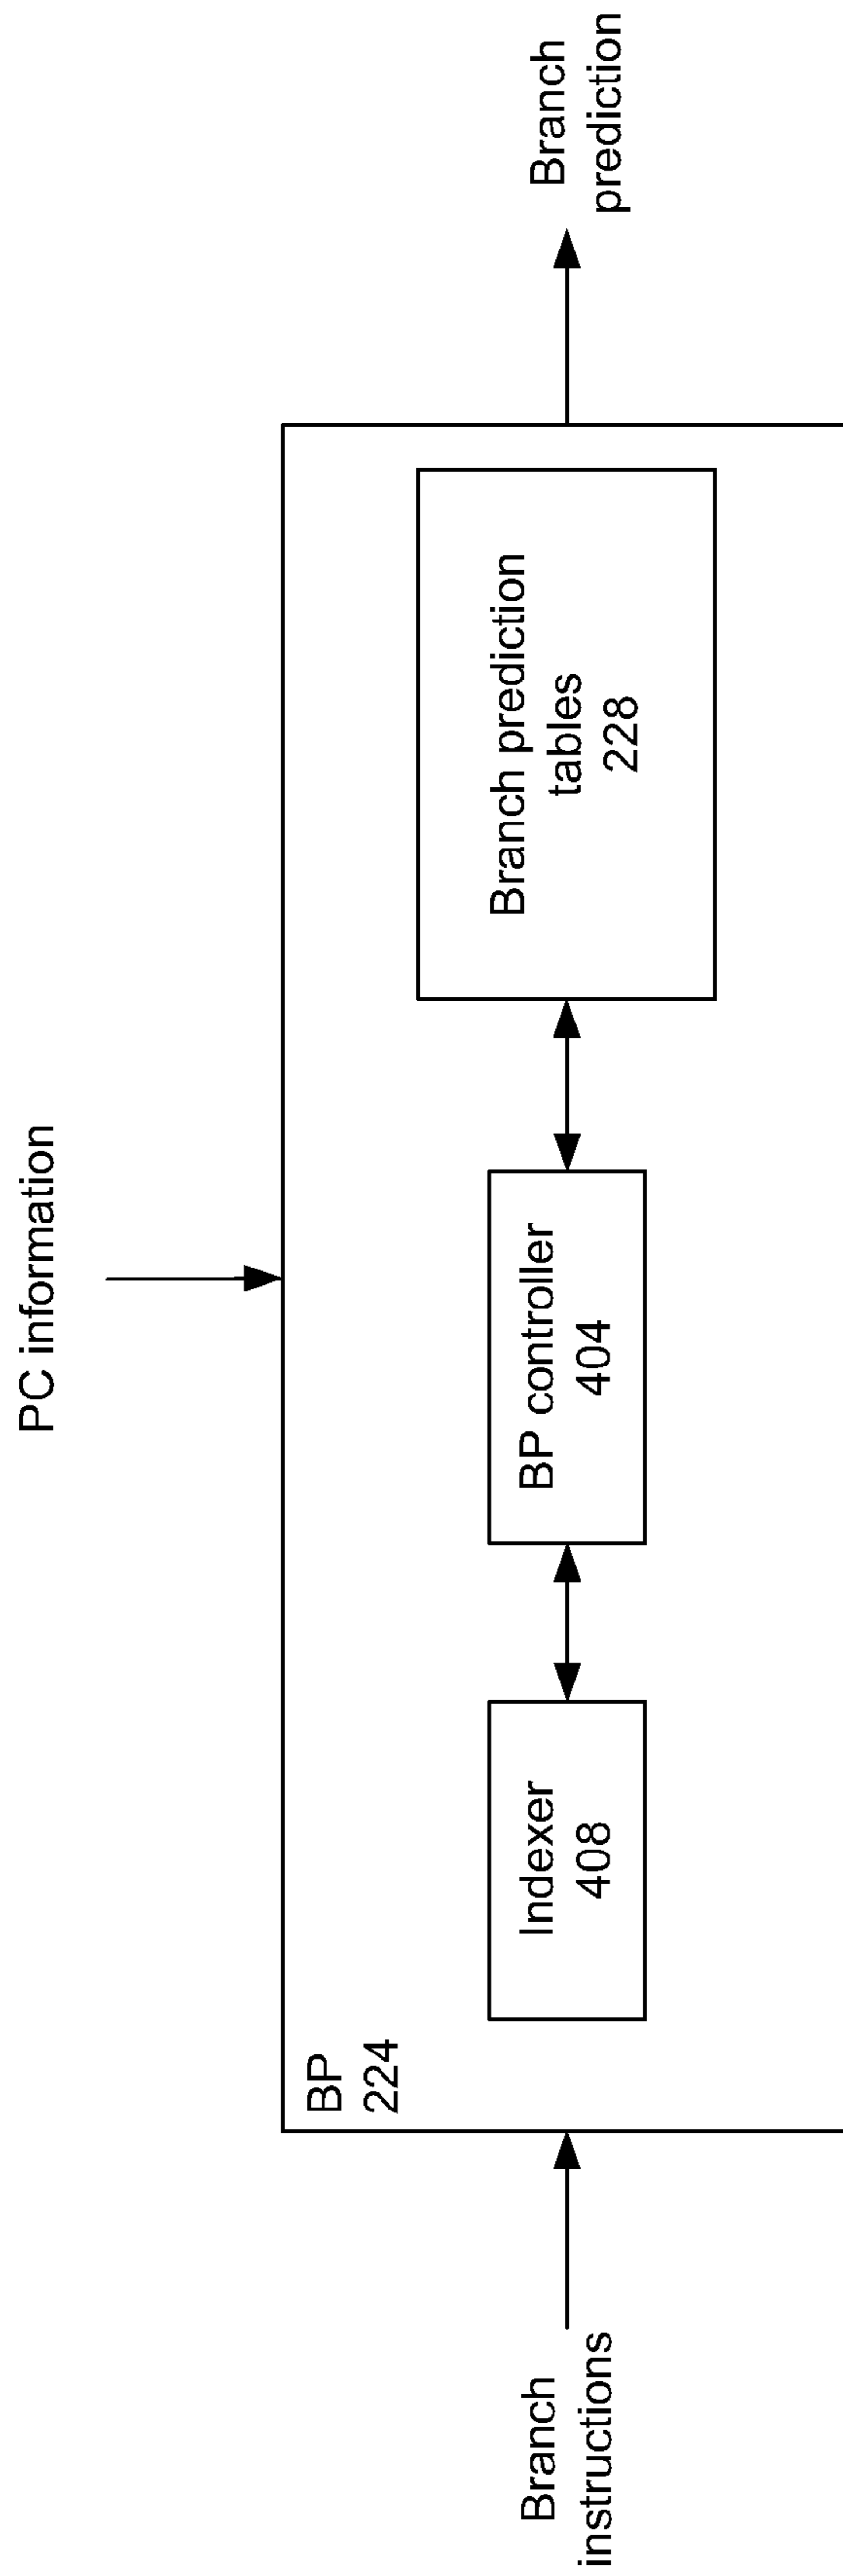 PC information
BP
224
Branch
instructions
Indexer
408
BP controller
404
Branch prediction
tables
228
Branch
prediction